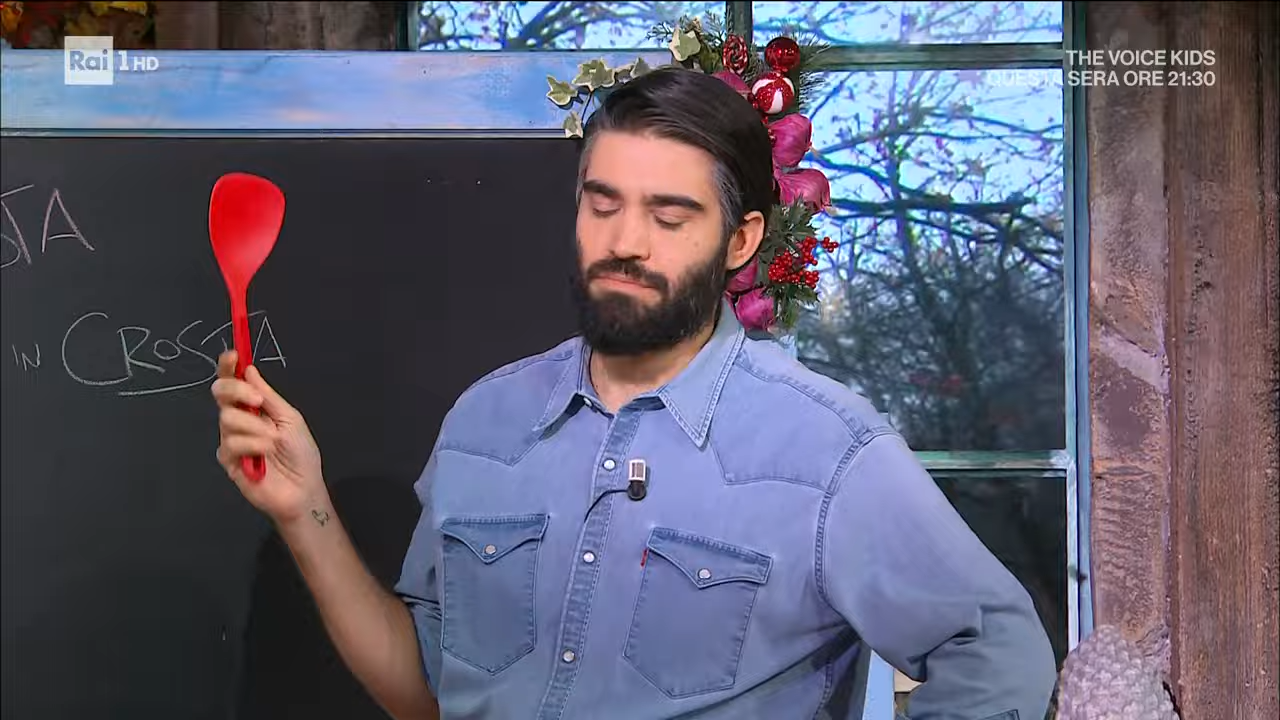 Rai 1 HD
THE VOICE KIDS
QUESTA SERA ORE 21:30
STA
IN CROSTA